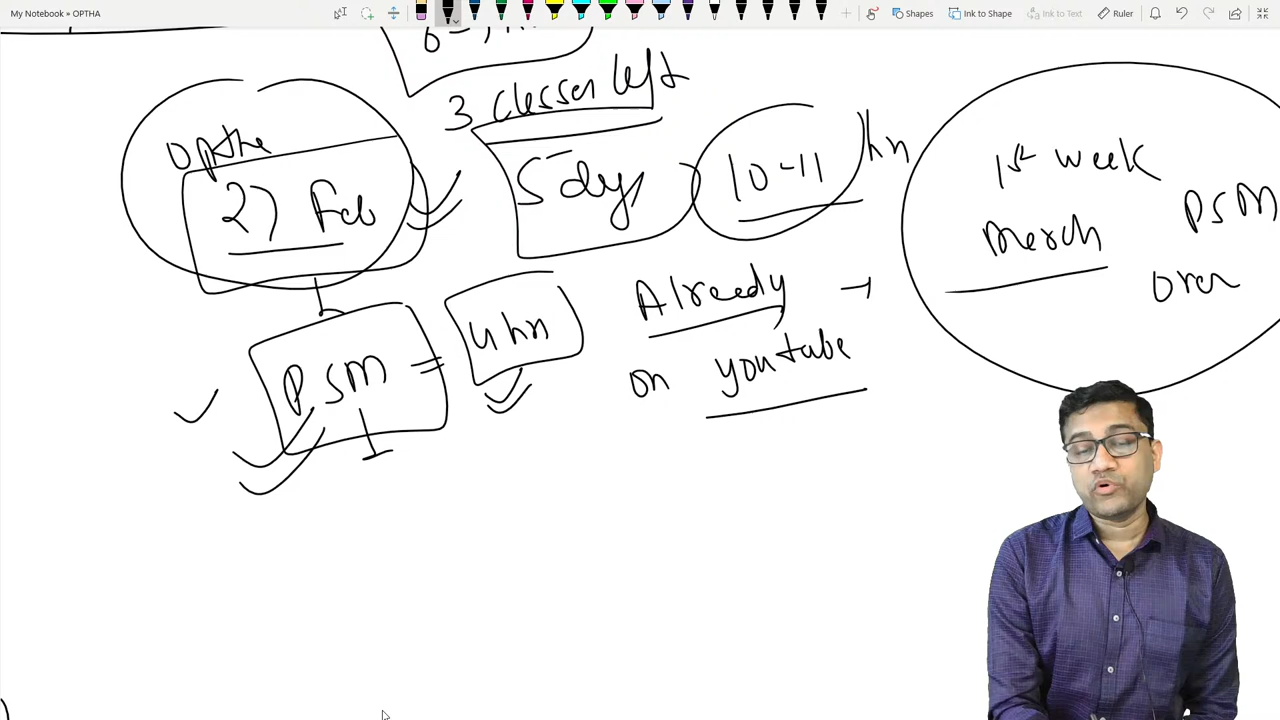 My Notebook » OPTHA
Shapes
Ink to Shape
Ink to Text
Ruler
3 classes left
Optha
27 Feb
5 days
10-11 hr
1st week
March
PSM
over
PSM = 4 hr
Already
on youtube